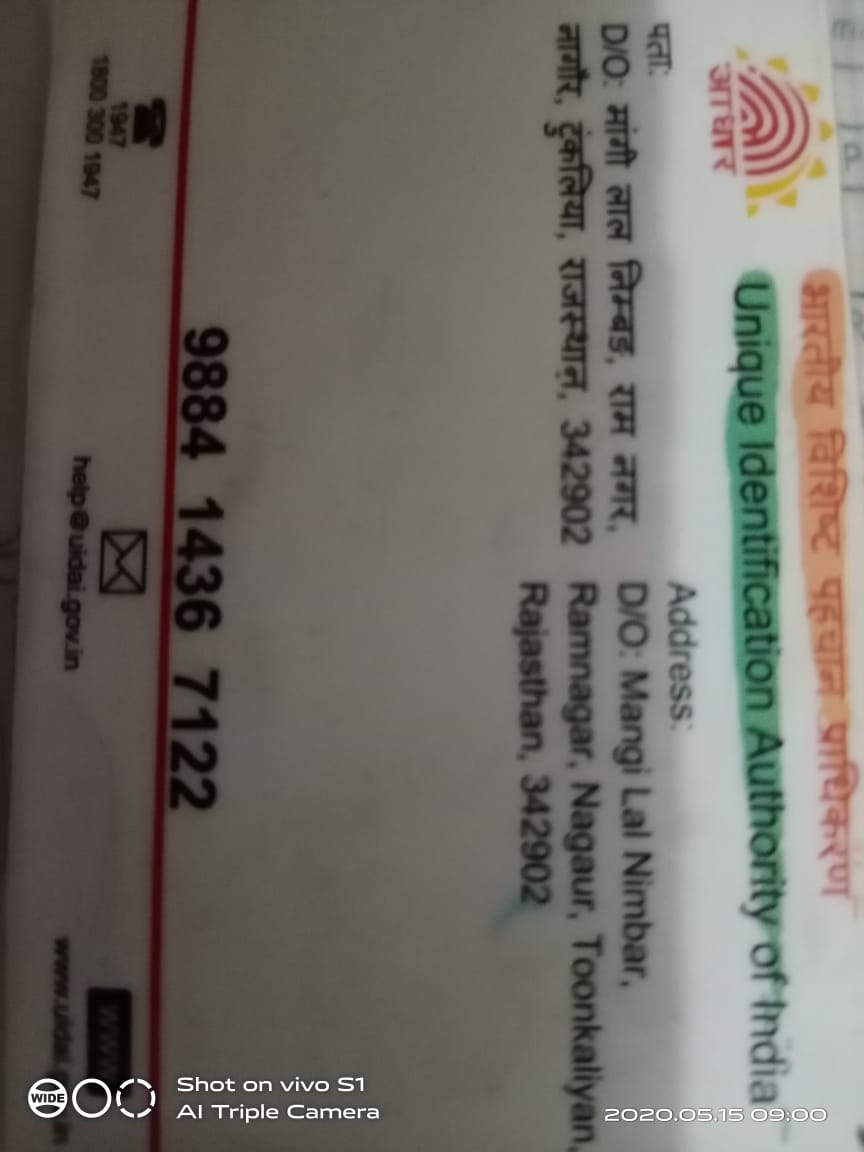 भारतीय विशिष्ट पहचान प्राधिकरण
Unique Identification Authority of India
आधार
पता:
D/O: मांगी लाल निम्बड, राम नगर,
नागौर, टुंकलिया, राजस्थान, 342902
Address:
D/O: Mangi Lal Nimbar,
Ramnagar, Nagaur, Toonkaliyan,
Rajasthan, 342902
9884 1436 7122
1947
1800 300 1947
help@uidai.gov.in
www
WIDE
Shot on vivo S1
AI Triple Camera
2020.05.15 09:00